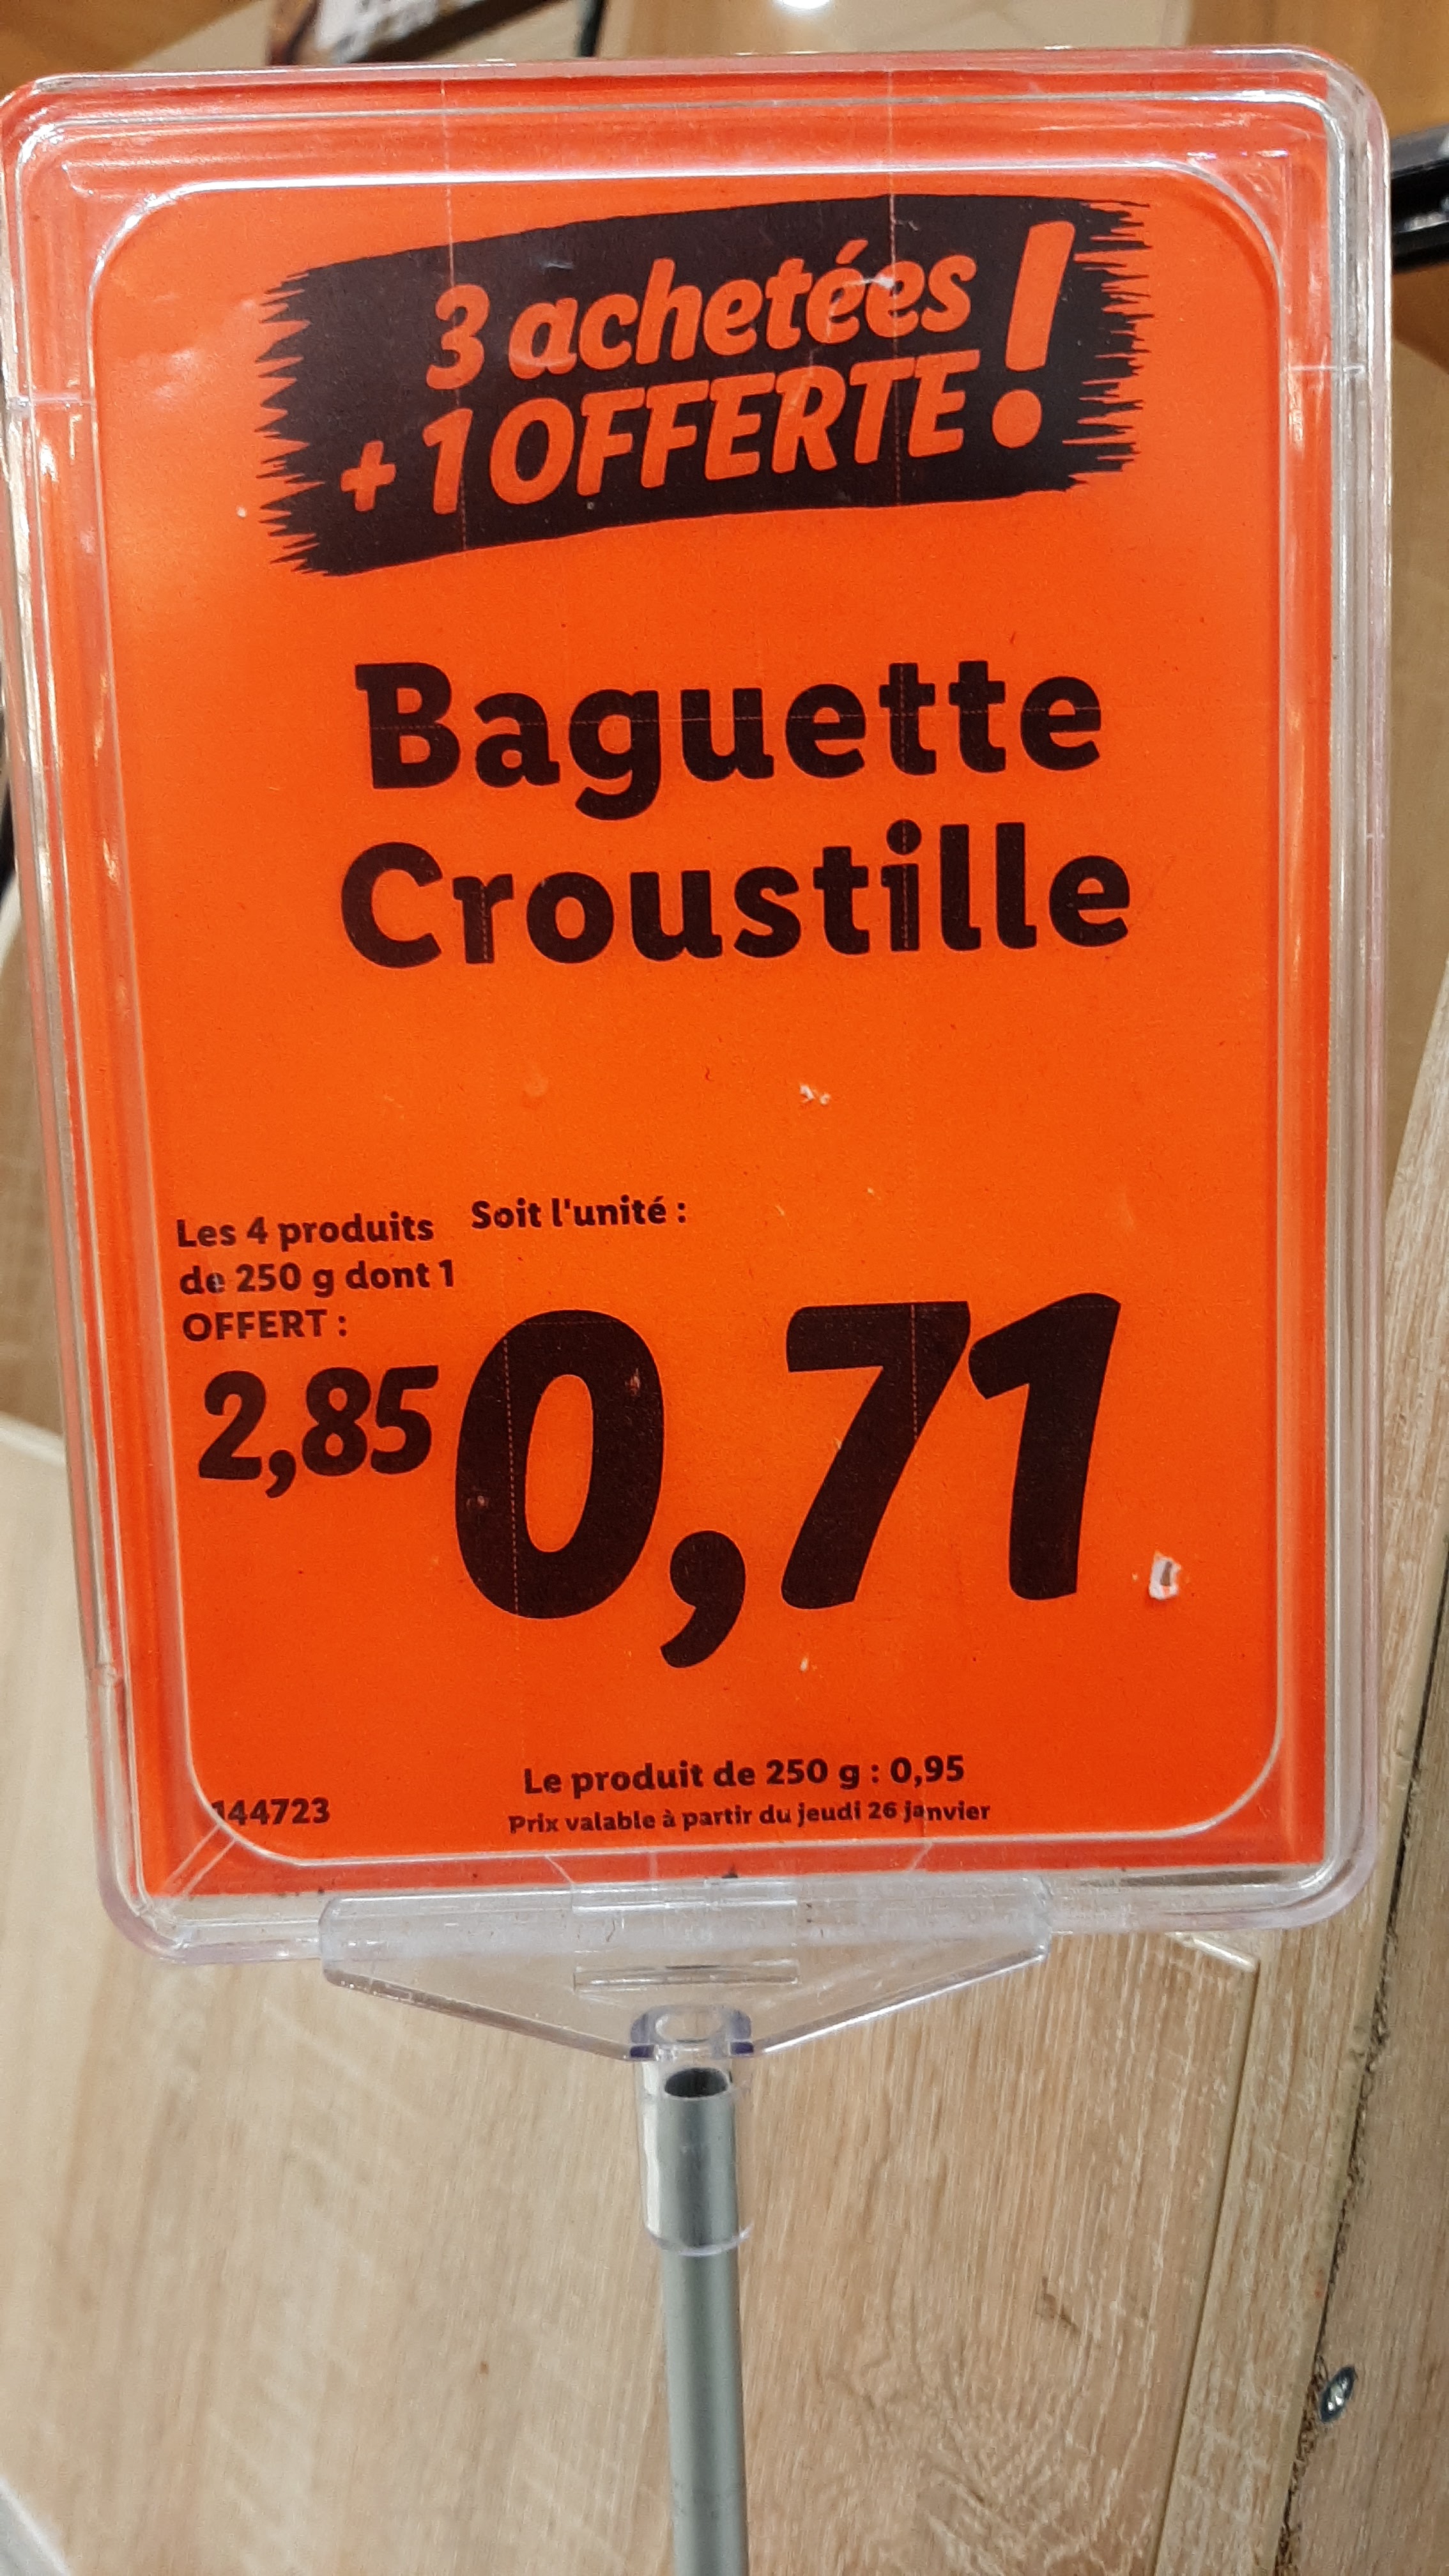 3 achetées
+ 1 OFFERTE !
Baguette
Croustille
Les 4 produits
de 250 g dont 1
OFFERT :
2,85
Soit l'unité :
0,71
144723
Le produit de 250 g : 0,95
Prix valable à partir du jeudi 26 janvier